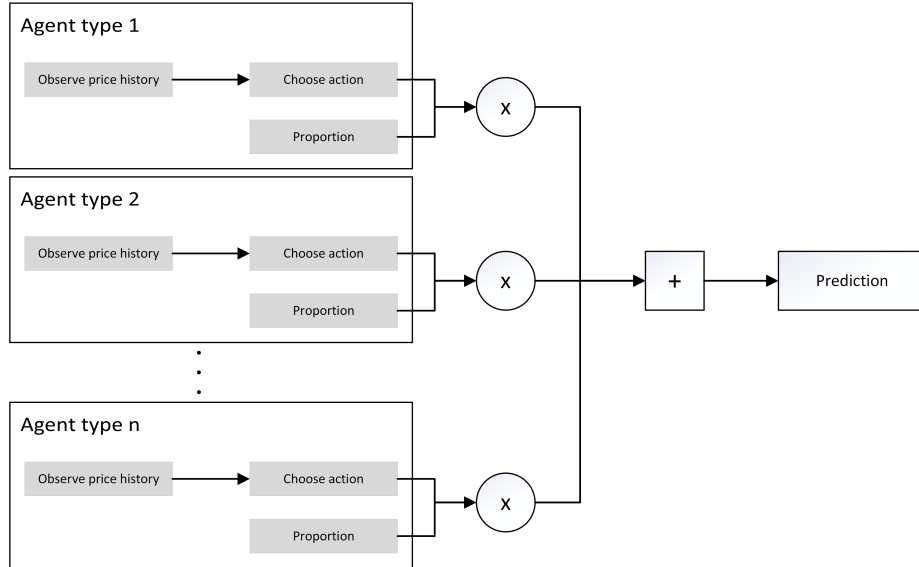 Agent type 1
Observe price history
Choose action
Proportion
x
Agent type 2
Observe price history
Choose action
Proportion
x
+
Prediction
Agent type n
Observe price history
Choose action
Proportion
x